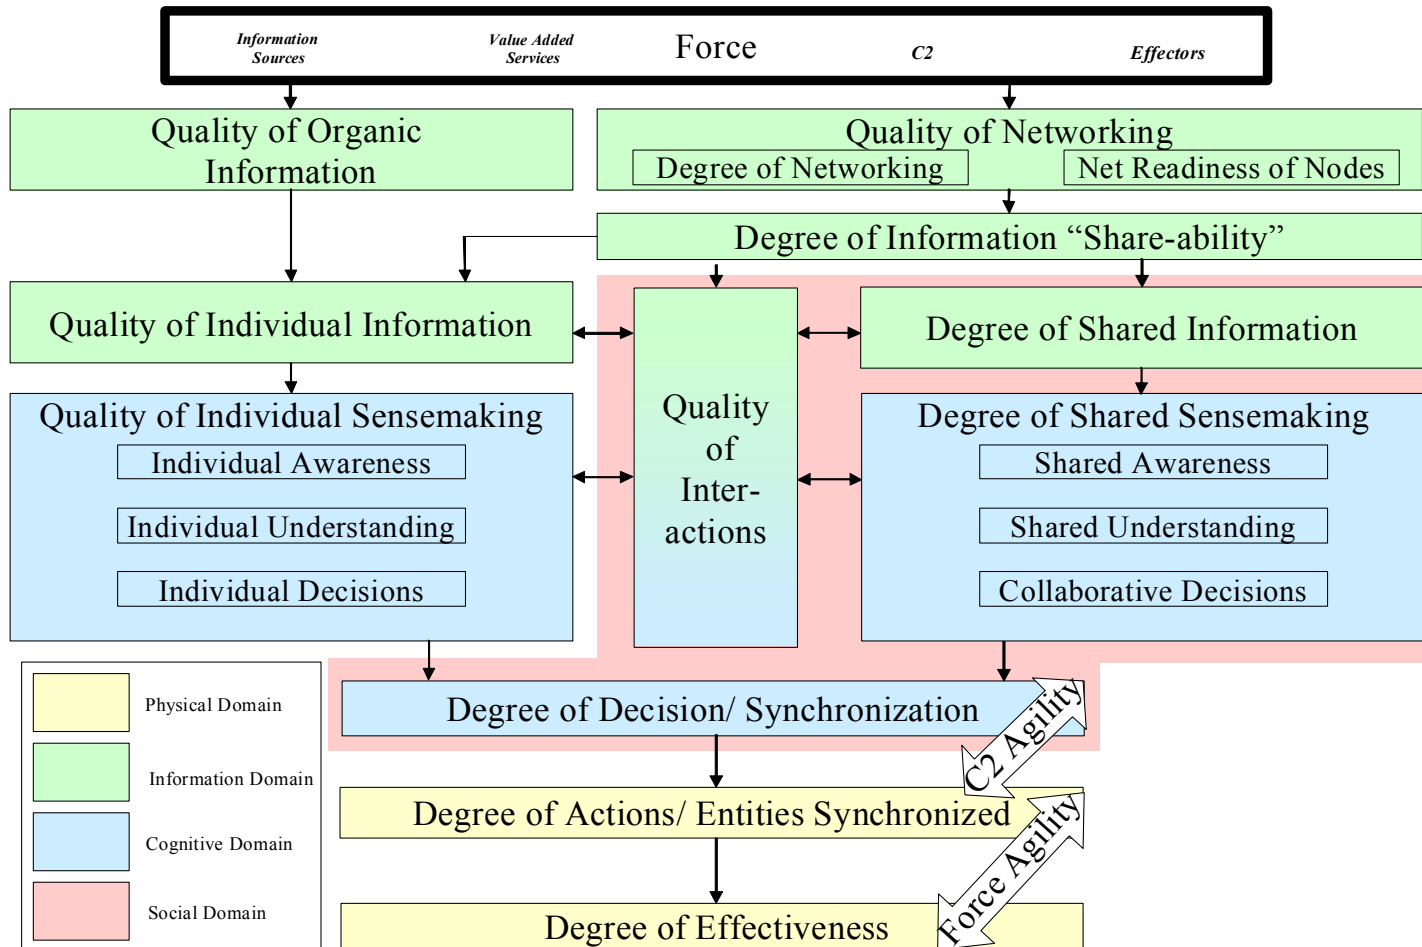 Information
Sources
Value Added
Services
Force
C2
Effectors
Quality of Organic
Information
Quality of Networking
Degree of Networking
Net Readiness of Nodes
Degree of Information “Share-ability”
Quality of Individual Information
Quality
of
Inter-
actions
Degree of Shared Information
Quality of Individual Sensemaking
Individual Awareness
Individual Understanding
Individual Decisions
Degree of Shared Sensemaking
Shared Awareness
Shared Understanding
Collaborative Decisions
Degree of Decision/ Synchronization
C2 Agility
Degree of Actions/ Entities Synchronized
Force Agility
Degree of Effectiveness
Physical Domain
Information Domain
Cognitive Domain
Social Domain